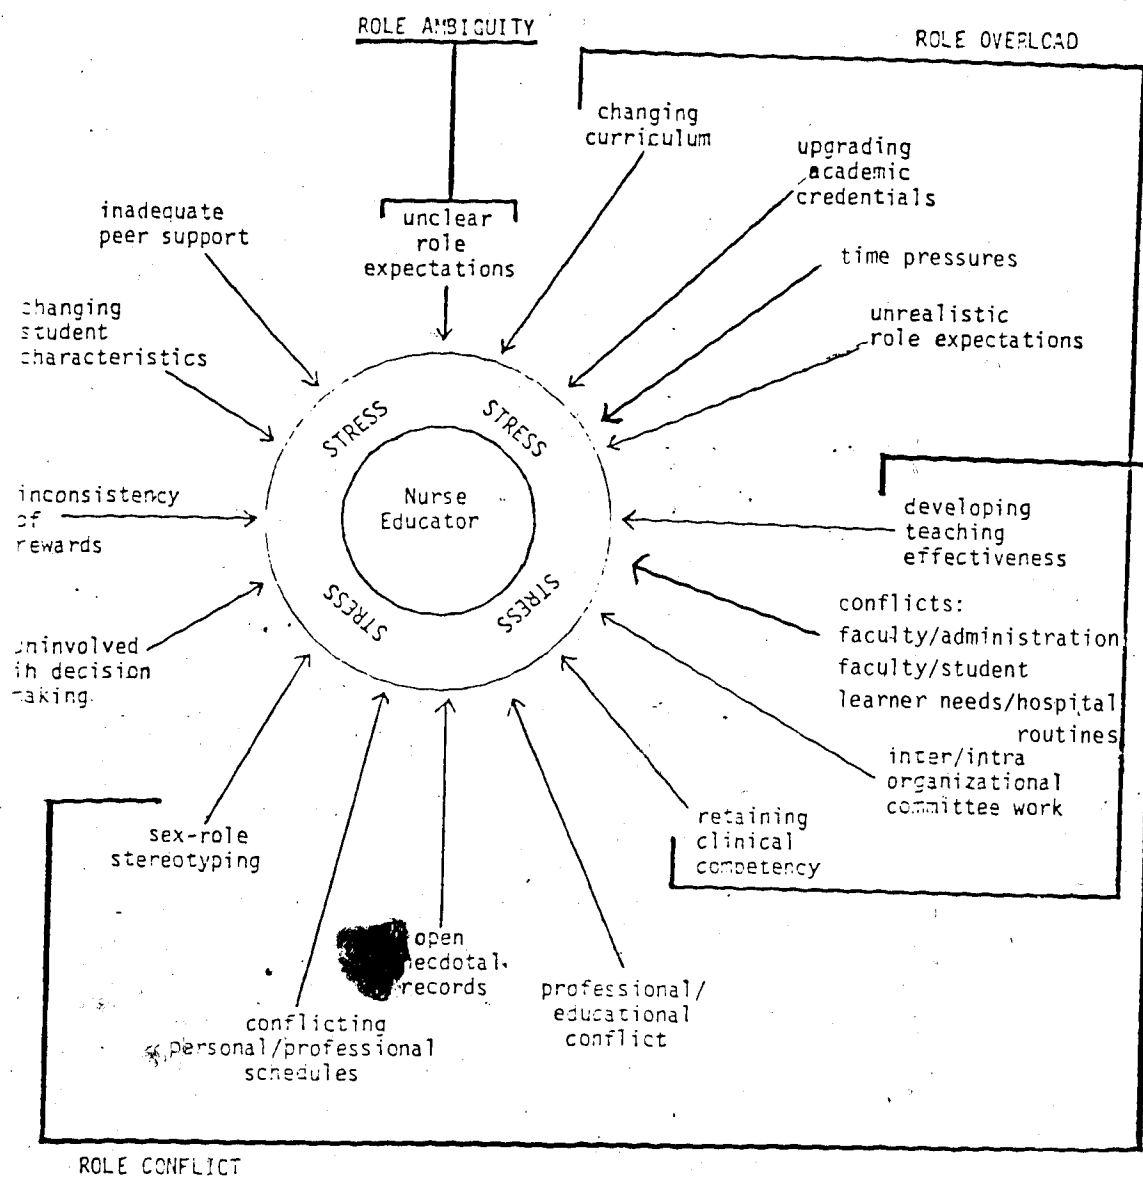 ROLE AMBIGUITY
ROLE OVERLOAD
changing
curriculum
upgrading
academic
credentials
inadequate
peer support
unclear
role
expectations
time pressures
changing
student
characteristics
unrealistic
role expectations
STRESS
STRESS
Nurse
Educator
inconsistency
of
rewards
developing
teaching
effectiveness
STRESS
STRESS
conflicts:
faculty/administration
faculty/student
learner needs/hospital
routines
uninvolved
in decision
making
inter/intra
organizational
committee work
retaining
clinical
competency
sex-role
stereotyping
open
necdotal
records
professional/
educational
conflict
conflicting
personal/professional
schedules
ROLE CONFLICT